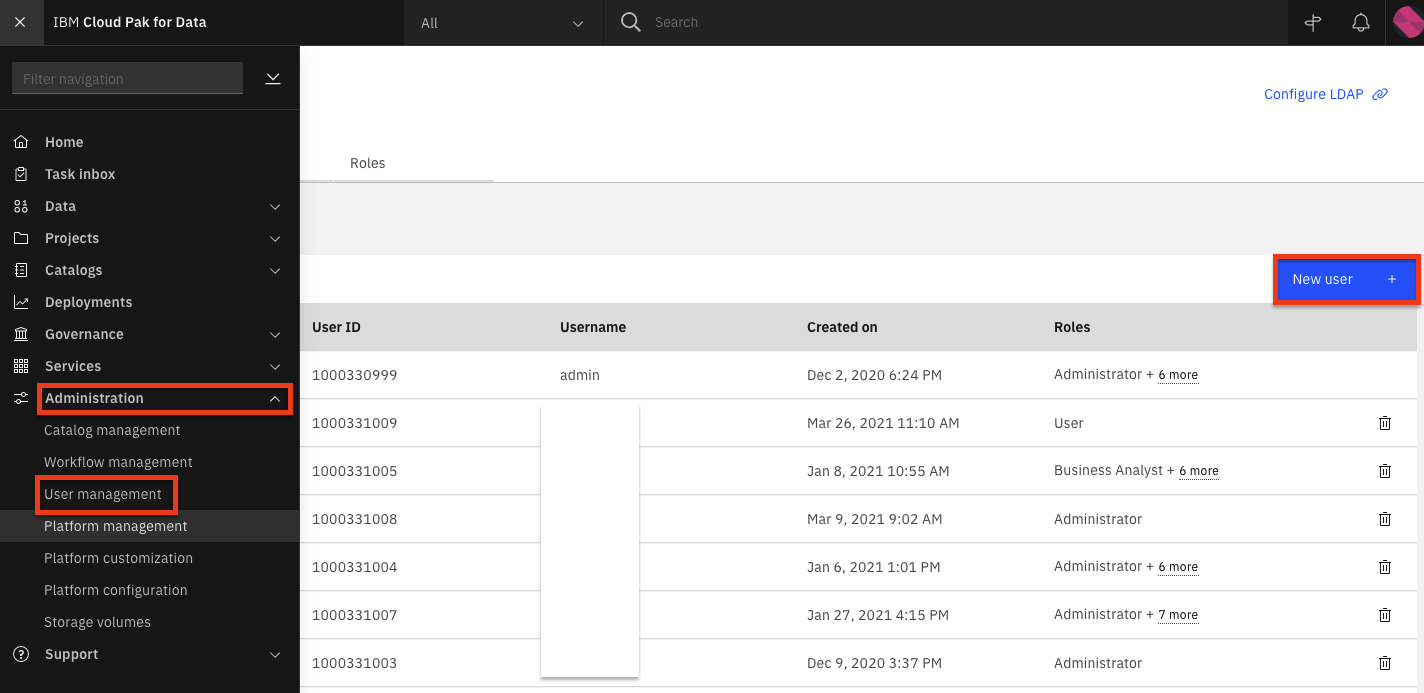 IBM Cloud Pak for Data
All
Search
Filter navigation
Home
Task inbox
Data
Projects
Catalogs
Deployments
Governance
Services
Administration
Catalog management
Workflow management
User management
Platform management
Platform customization
Platform configuration
Storage volumes
Support
Configure LDAP
Roles
New user +
User ID Username Created on Roles
1000330999 admin Dec 2, 2020 6:24 PM Administrator + 6 more
1000331009 Mar 26, 2021 11:10 AM User
1000331005 Jan 8, 2021 10:55 AM Business Analyst + 6 more
1000331008 Mar 9, 2021 9:02 AM Administrator
1000331004 Jan 6, 2021 1:01 PM Administrator + 6 more
1000331007 Jan 27, 2021 4:15 PM Administrator + 7 more
1000331003 Dec 9, 2020 3:37 PM Administrator